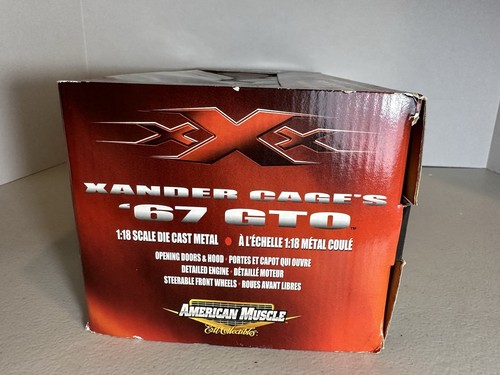 XXX
XANDER CAGE'S
'67 GTO™
1:18 SCALE DIE CAST METAL • À L'ÉCHELLE 1:18 MÉTAL COULÉ
OPENING DOORS & HOOD · PORTES ET CAPOT QUI OUVRE
DETAILED ENGINE · DÉTAILLÉ MOTEUR
STEERABLE FRONT WHEELS · ROUES AVANT LIBRES
AMERICAN MUSCLE
Ertl Collectibles